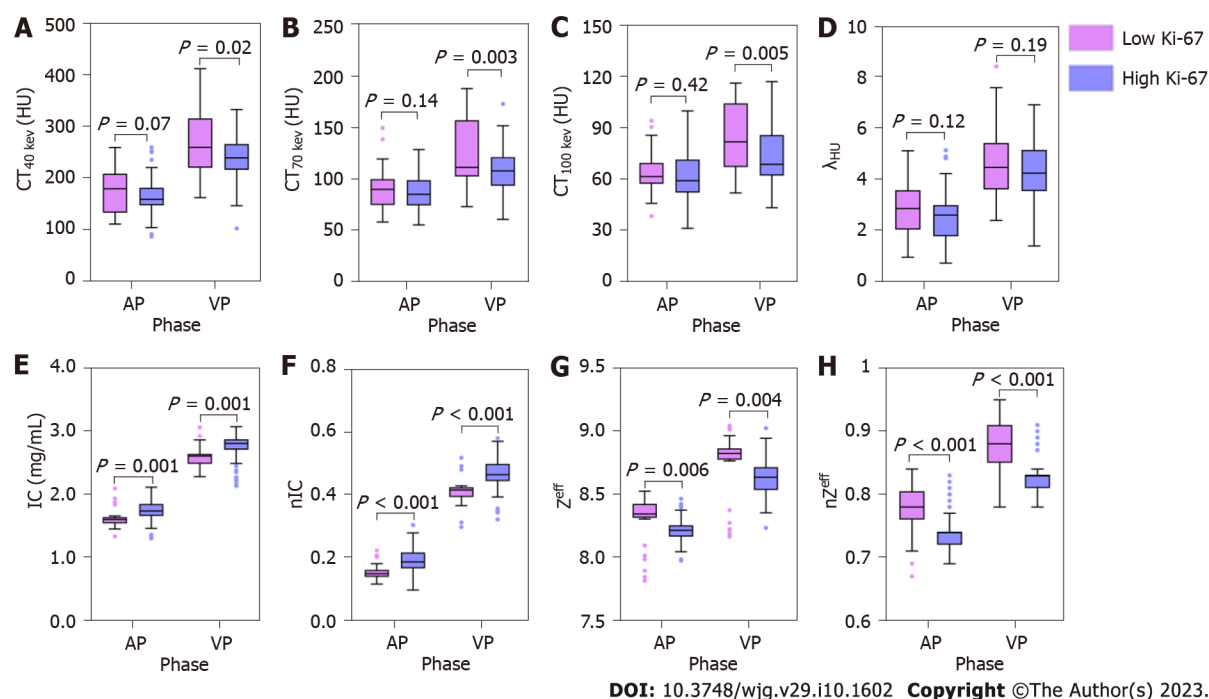 A
CT40 kev (HU)
500
400
300
200
100
0
P = 0.07
P = 0.02
AP
VP
Phase
B
CT70 kev (HU)
250
200
150
100
50
0
P = 0.14
P = 0.003
AP
VP
Phase
C
CT100 kev (HU)
150
120
90
60
30
0
P = 0.42
P = 0.005
AP
VP
Phase
D
λHU
10
8
6
4
2
0
P = 0.12
P = 0.19
AP
VP
Phase
Low Ki-67
High Ki-67
E
IC (mg/mL)
4.0
3.0
2.0
1.0
0.0
P = 0.001
P = 0.001
AP
VP
Phase
F
nIC
0.8
0.6
0.4
0.2
0.0
P < 0.001
P < 0.001
AP
VP
Phase
G
Zeff
9.5
9.0
8.5
8.0
7.5
P = 0.006
P = 0.004
AP
VP
Phase
H
nZeff
1
0.9
0.8
0.7
0.6
P < 0.001
P < 0.001
AP
VP
Phase
DOI: 10.3748/wjg.v29.i10.1602 Copyright ©The Author(s) 2023.